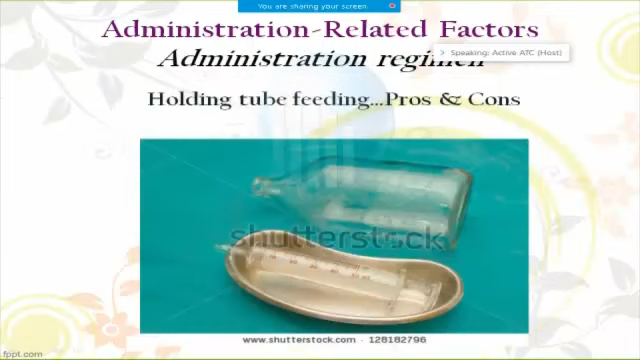 You are sharing your screen.
Administration-Related Factors
Speaking: Active ATC (Host)
Administration regimen
Holding tube feeding...Pros & Cons
shutterstock
www.shutterstock.com · 128182796
fppt.com